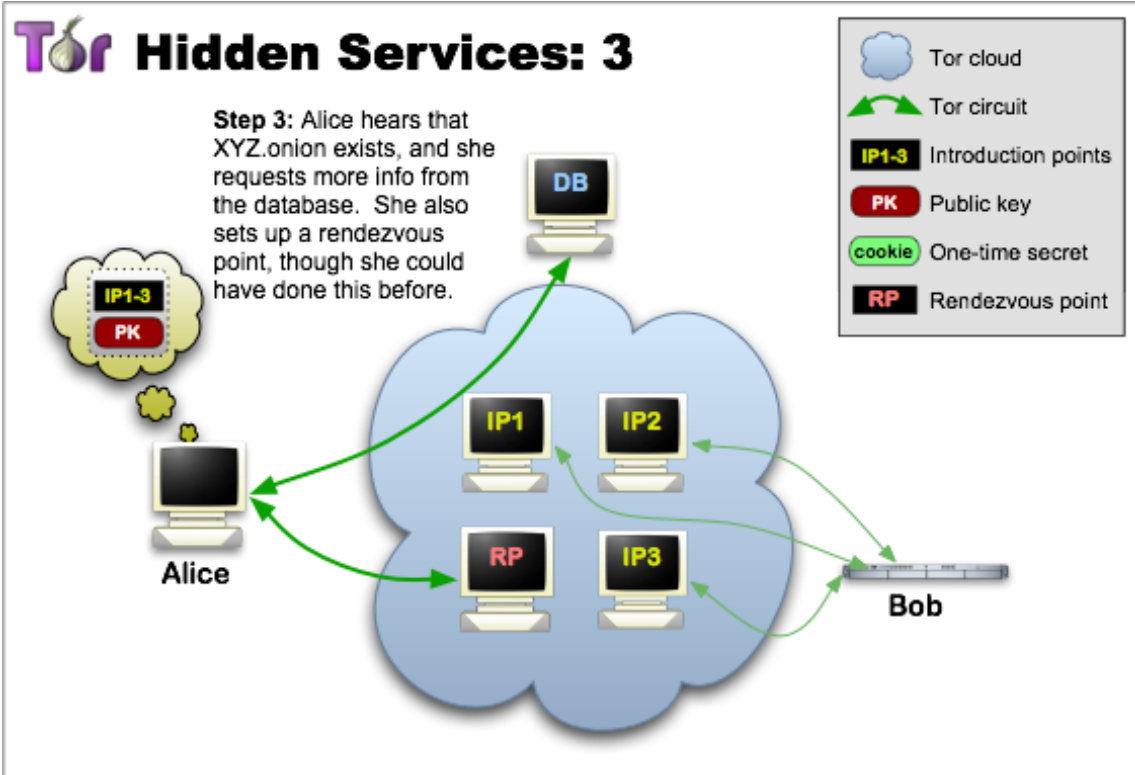 Tor Hidden Services: 3
Step 3: Alice hears that
XYZ.onion exists, and she
requests more info from
the database. She also
sets up a rendezvous
point, though she could
have done this before.
Tor cloud
Tor circuit
IP1-3 Introduction points
PK Public key
cookie One-time secret
RP Rendezvous point
DB
IP1-3
PK
IP1
IP2
RP
IP3
Alice
Bob